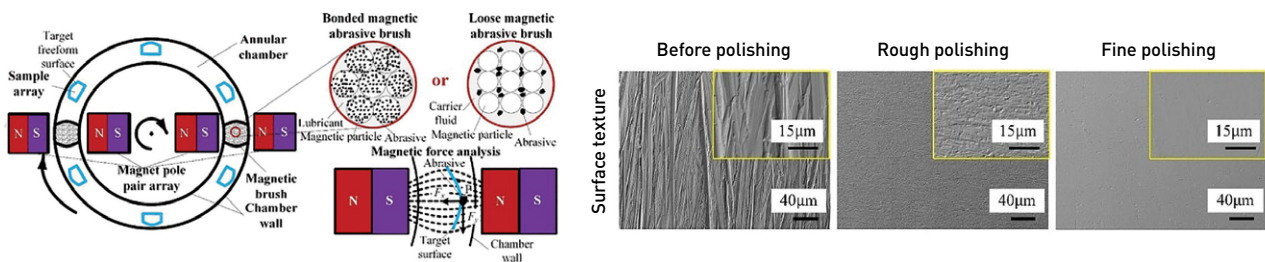 Target
freeform
surface
Sample
array
Annular
chamber
Bonded magnetic
abrasive brush
or
Loose magnetic
abrasive brush
N S
N S
N S
N S
Lubricant
Magnetic particle
Abrasive
Carrier
fluid
Magnetic particle
Abrasive
Magnet pole
pair array
Magnetic
brush
Chamber
wall
Magnetic force analysis
Abrasive
N S
N S
Target
surface
Chamber
wall
Before polishing
Rough polishing
Fine polishing
Surface texture
15μm
40μm
15μm
40μm
15μm
40μm